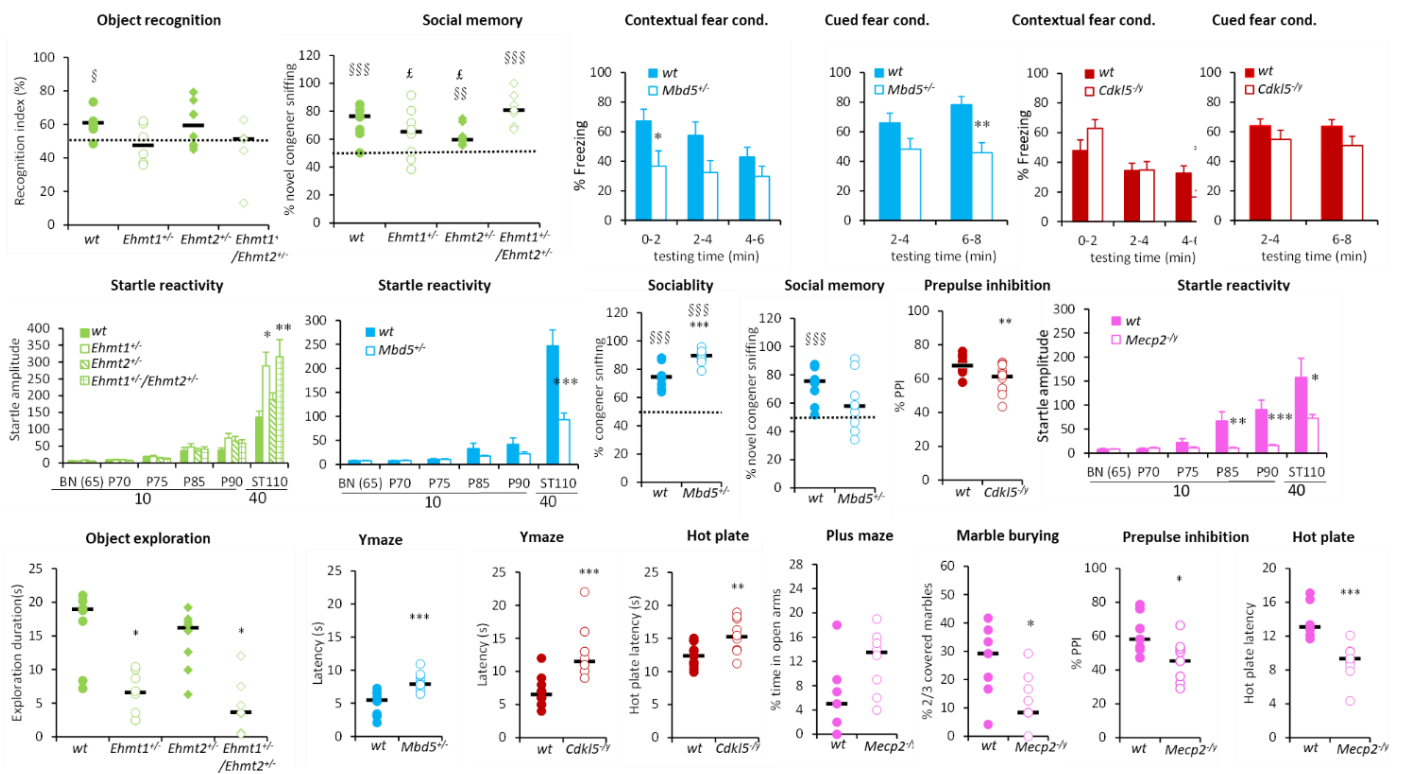 Object recognition
Social memory
Contextual fear cond.
Cued fear cond.
Contextual fear cond.
Cued fear cond.
Recognition index (%)
100
80
60
40
20
0
§
wt
Ehmt1+/-
Ehmt2+/-
Ehmt1+
/Ehmt2+/-
% novel congener sniffing
120
100
80
60
40
20
0
§§§
£
£
§§
§§§
wt
Ehmt1+/-
Ehmt2+/-
Ehmt1+/-
/Ehmt2+/-
% Freezing
100
80
60
40
20
0
wt
Mbd5+/-
*
0-2
2-4
4-6
testing time (min)
100
80
60
40
20
0
wt
Mbd5+/-
**
2-4
6-8
testing time (min)
% Freezing
100
80
60
40
20
0
wt
Cdkl5-/y
0-2
2-4
testing time (min)
100
80
60
40
20
0
wt
Cdkl5-/y
2-4
6-8
testing time (min)
Startle reactivity
Startle reactivity
Sociablity
Social memory
Prepulse inhibition
Startle reactivity
Startle amplitude
400
350
300
250
200
150
100
50
0
wt
Ehmt1+/-
Ehmt2+/-
Ehmt1+/-/Ehmt2+/-
*
**
BN (65)
P70
P75
P85
P90
ST110
10
40
300
250
200
150
100
50
0
wt
Mbd5+/-
***
BN (65)
P70
P75
P85
P90
ST110
10
40
% congener sniffing
120
100
80
60
40
20
0
§§§
§§§
***
wt
Mbd5+/-
% novel congener sniffing
120
100
80
60
40
20
0
§§§
wt
Mbd5+/-
% PPI
100
80
60
40
20
0
**
wt
Cdkl5-/y
Startle amplitude
300
250
200
150
100
50
0
wt
Mecp2-/y
**
***
*
BN (65)
P70
P75
P85
P90
ST110
10
40
Object exploration
Ymaze
Ymaze
Hot plate
Plus maze
Marble burying
Prepulse inhibition
Hot plate
Exploration duration(s)
25
20
15
10
5
0
*
*
wt
Ehmt1+/-
Ehmt2+/-
Ehmt1+/-
/Ehmt2+/-
Latency (s)
25
20
15
10
5
0
***
wt
Mbd5+/-
Latency (s)
25
20
15
10
5
0
***
wt
Cdkl5-/y
Hot plate latency (s)
25
20
15
10
5
0
**
wt
Cdkl5-/y
% time in open arms
28
24
20
16
12
8
4
0
wt
Mecp2-/
% 2/3 covered marbles
60
50
40
30
20
10
0
*
wt
Mecp2-/y
% PPI
100
80
60
40
20
0
*
wt
Mecp2-/y
Hot plate latency
20
16
12
8
4
0
***
wt
Mecp2-/y